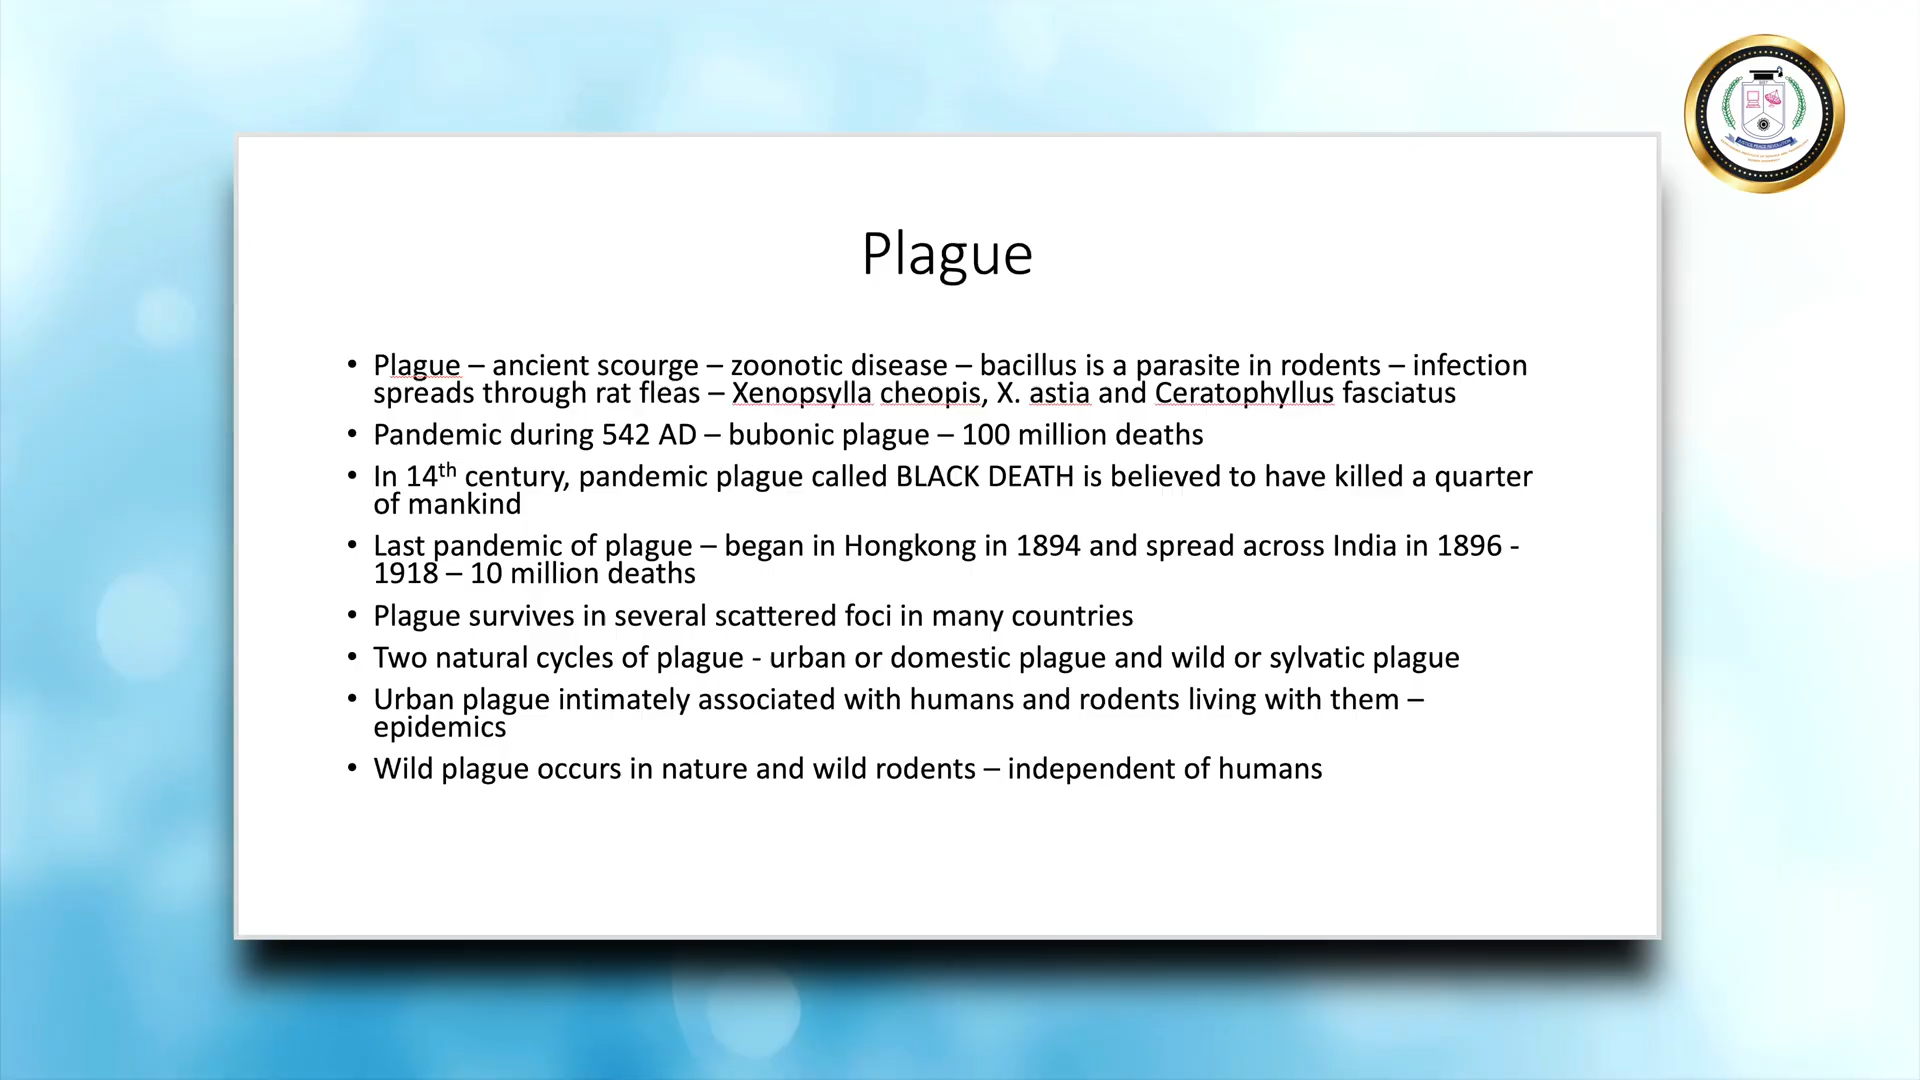 Plague
• Plague – ancient scourge – zoonotic disease – bacillus is a parasite in rodents – infection
spreads through rat fleas – Xenopsylla cheopis, X. astia and Ceratophyllus fasciatus
• Pandemic during 542 AD – bubonic plague – 100 million deaths
• In 14th century, pandemic plague called BLACK DEATH is believed to have killed a quarter
of mankind
• Last pandemic of plague – began in Hongkong in 1894 and spread across India in 1896 -
1918 – 10 million deaths
• Plague survives in several scattered foci in many countries
• Two natural cycles of plague - urban or domestic plague and wild or sylvatic plague
• Urban plague intimately associated with humans and rodents living with them –
epidemics
• Wild plague occurs in nature and wild rodents – independent of humans